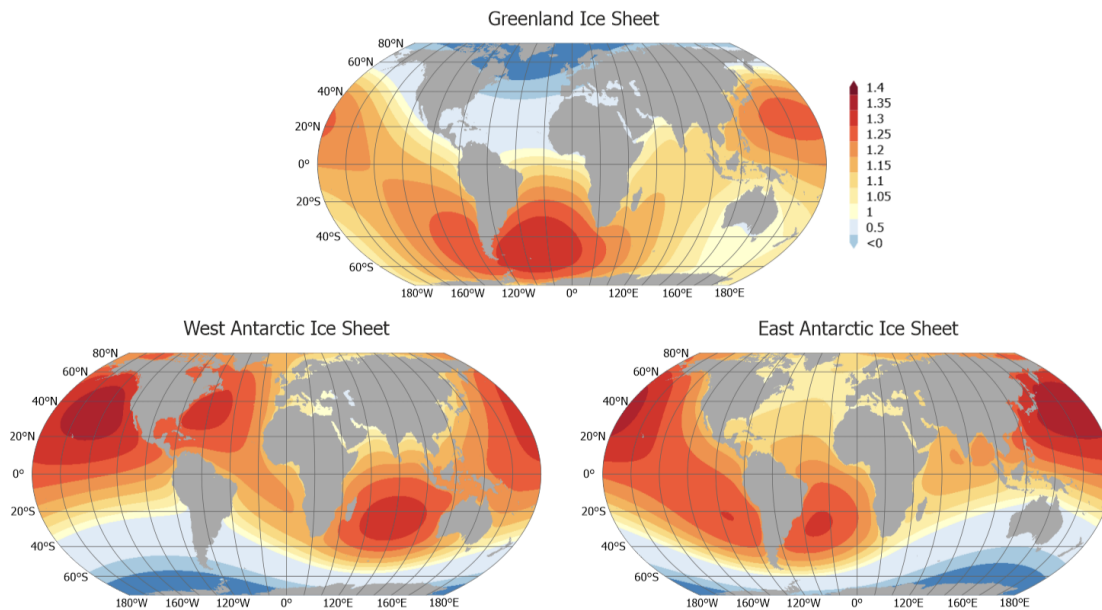 Greenland Ice Sheet
80°N
60°N
40°N
20°N
0°
20°S
40°S
60°S
180°W 160°W 120°W 0° 120°E 160°E 180°E
1.4
1.35
1.3
1.25
1.2
1.15
1.1
1.05
1
0.5
<0
West Antarctic Ice Sheet
80°N
60°N
40°N
20°N
0°
20°S
40°S
60°S
180°W 160°W 120°W 0° 120°E 160°E 180°E
East Antarctic Ice Sheet
80°N
60°N
40°N
20°N
0°
20°S
40°S
60°S
180°W 160°W 120°W 0° 120°E 160°E 180°E